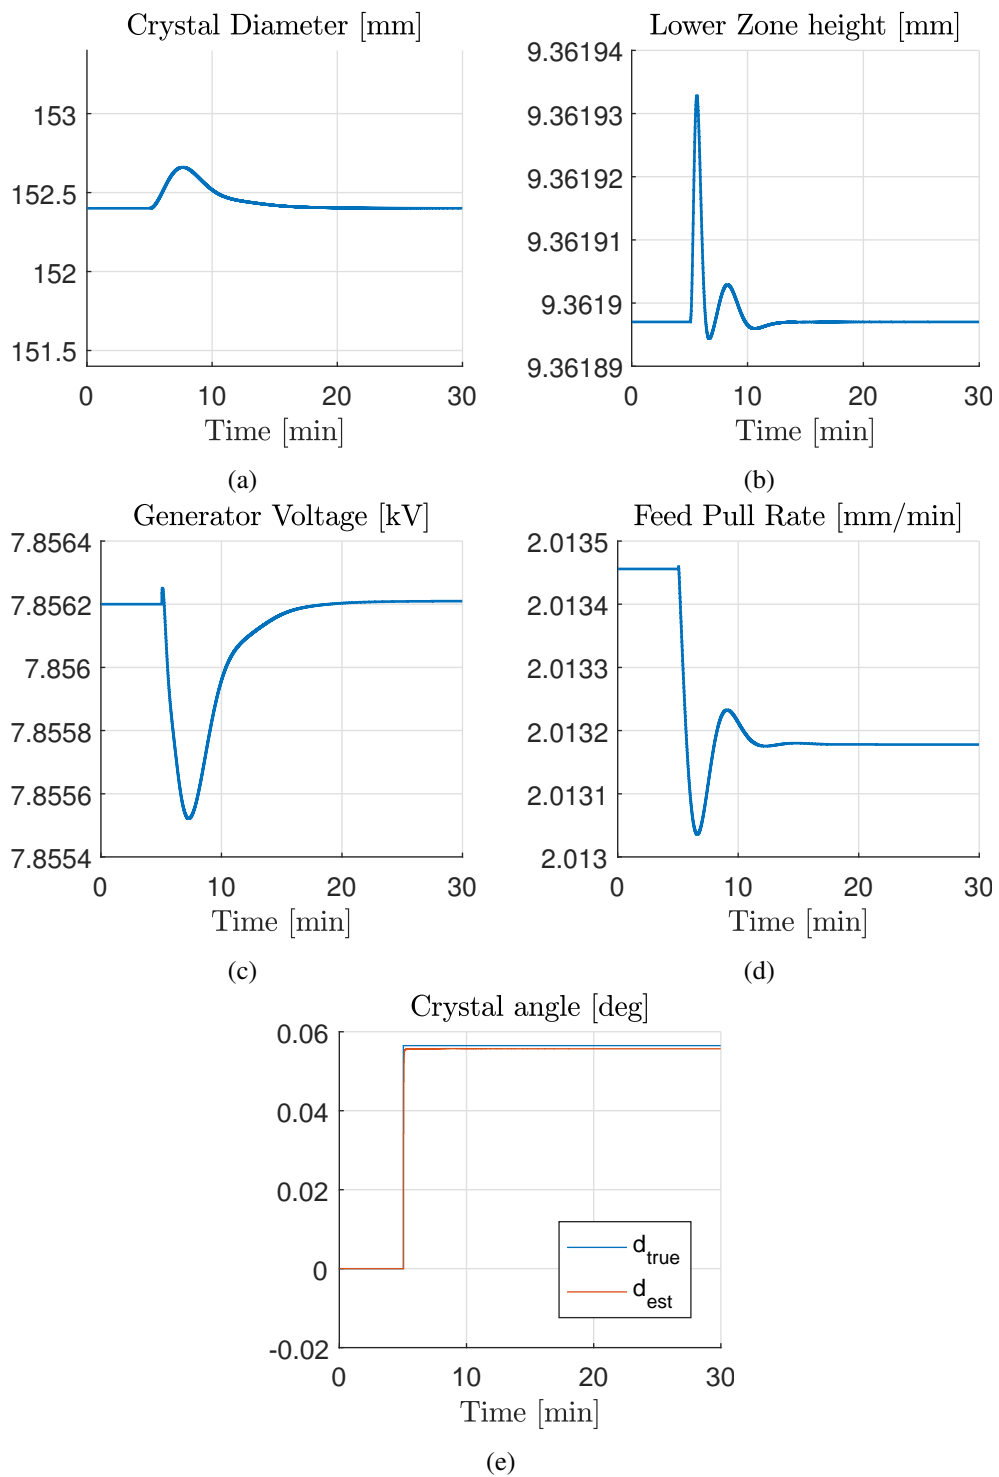 Crystal Diameter [mm]
153
152.5
152
151.5
0 10 20 30
Time [min]
(a)
Lower Zone height [mm]
9.36194
9.36193
9.36192
9.36191
9.3619
9.36189
0 10 20 30
Time [min]
(b)
Generator Voltage [kV]
7.8564
7.8562
7.856
7.8558
7.8556
7.8554
0 10 20 30
Time [min]
(c)
Feed Pull Rate [mm/min]
2.0135
2.0134
2.0133
2.0132
2.0131
2.013
0 10 20 30
Time [min]
(d)
Crystal angle [deg]
0.06
0.04
0.02
0
-0.02
d_true
d_est
0 10 20 30
Time [min]
(e)